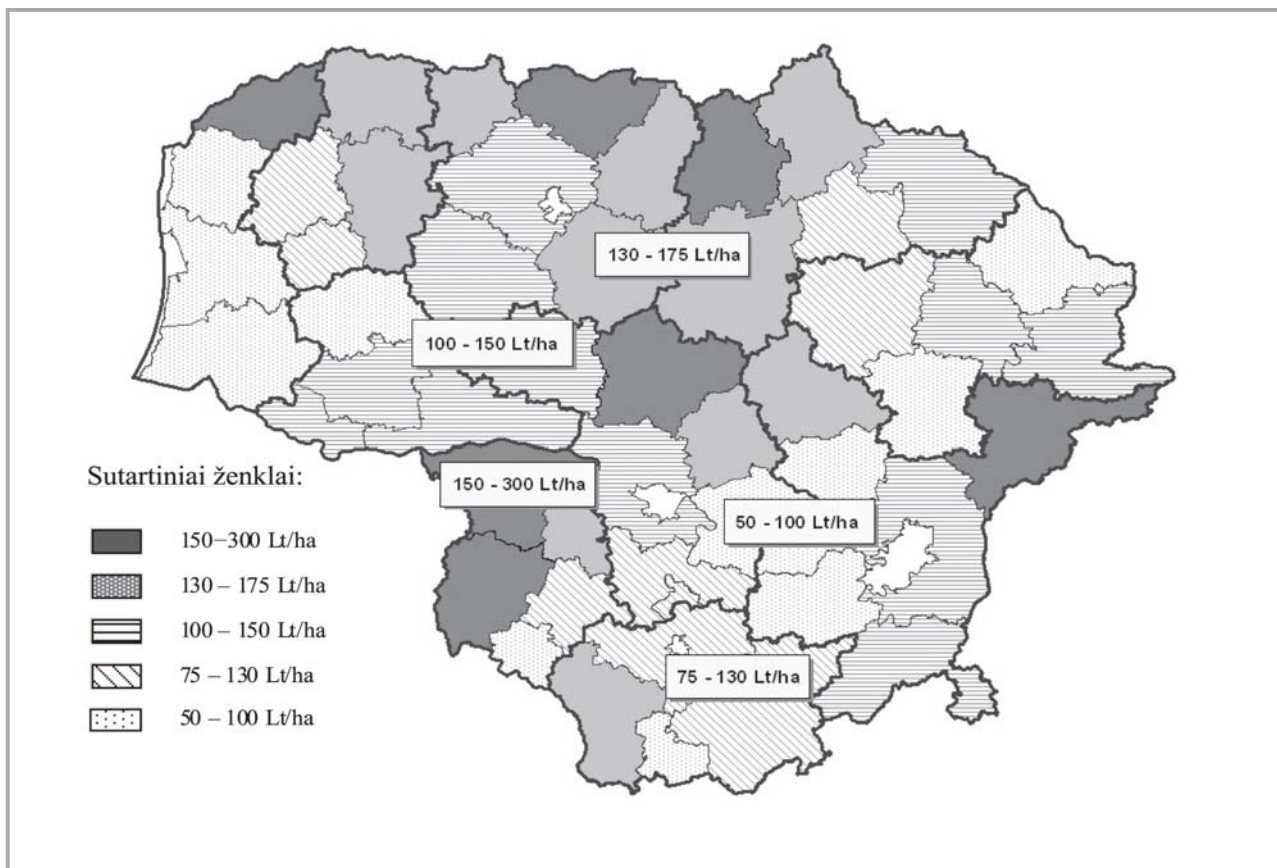 130 - 175 Lt/ha
100 - 150 Lt/ha
150 - 300 Lt/ha
50 - 100 Lt/ha
75 - 130 Lt/ha
Sutartiniai ženklai:
150–300 Lt/ha
130 – 175 Lt/ha
100 – 150 Lt/ha
75 – 130 Lt/ha
50 – 100 Lt/ha